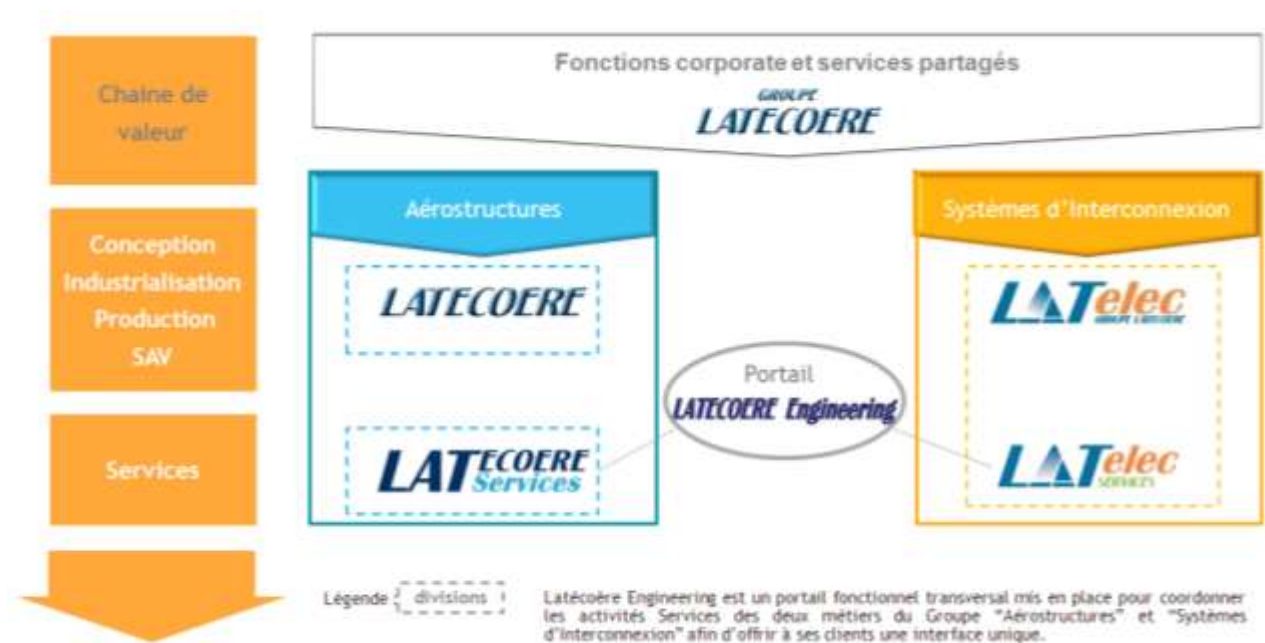 Chaine de
valeur
Fonctions corporate et services partagés
GROUPE
LATECOERE
Aérostructures
Systèmes d'Interconnexion
Conception
Industrialisation
Production
SAV
LATECOERE
LATelec
GROUPE LATECOERE
Portail
LATECOERE Engineering
Services
LATECOERE
Services
LATelec
SERVICES
Légende : divisions
Latécoère Engineering est un portail fonctionnel transversal mis en place pour coordonner
les activités Services des deux métiers du Groupe "Aérostructures" et "Systèmes
d'Interconnexion" afin d'offrir à ses clients une interface unique.